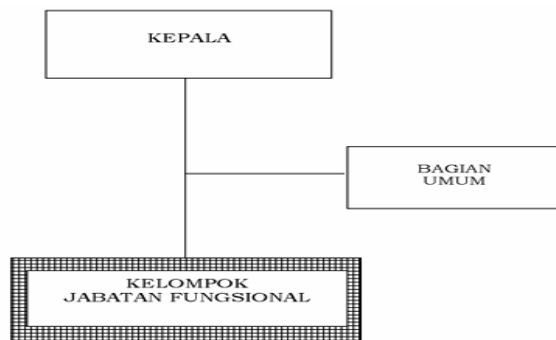 KEPALA
BAGIAN
UMUM
KELOMPOK
JABATAN FUNGSIONAL